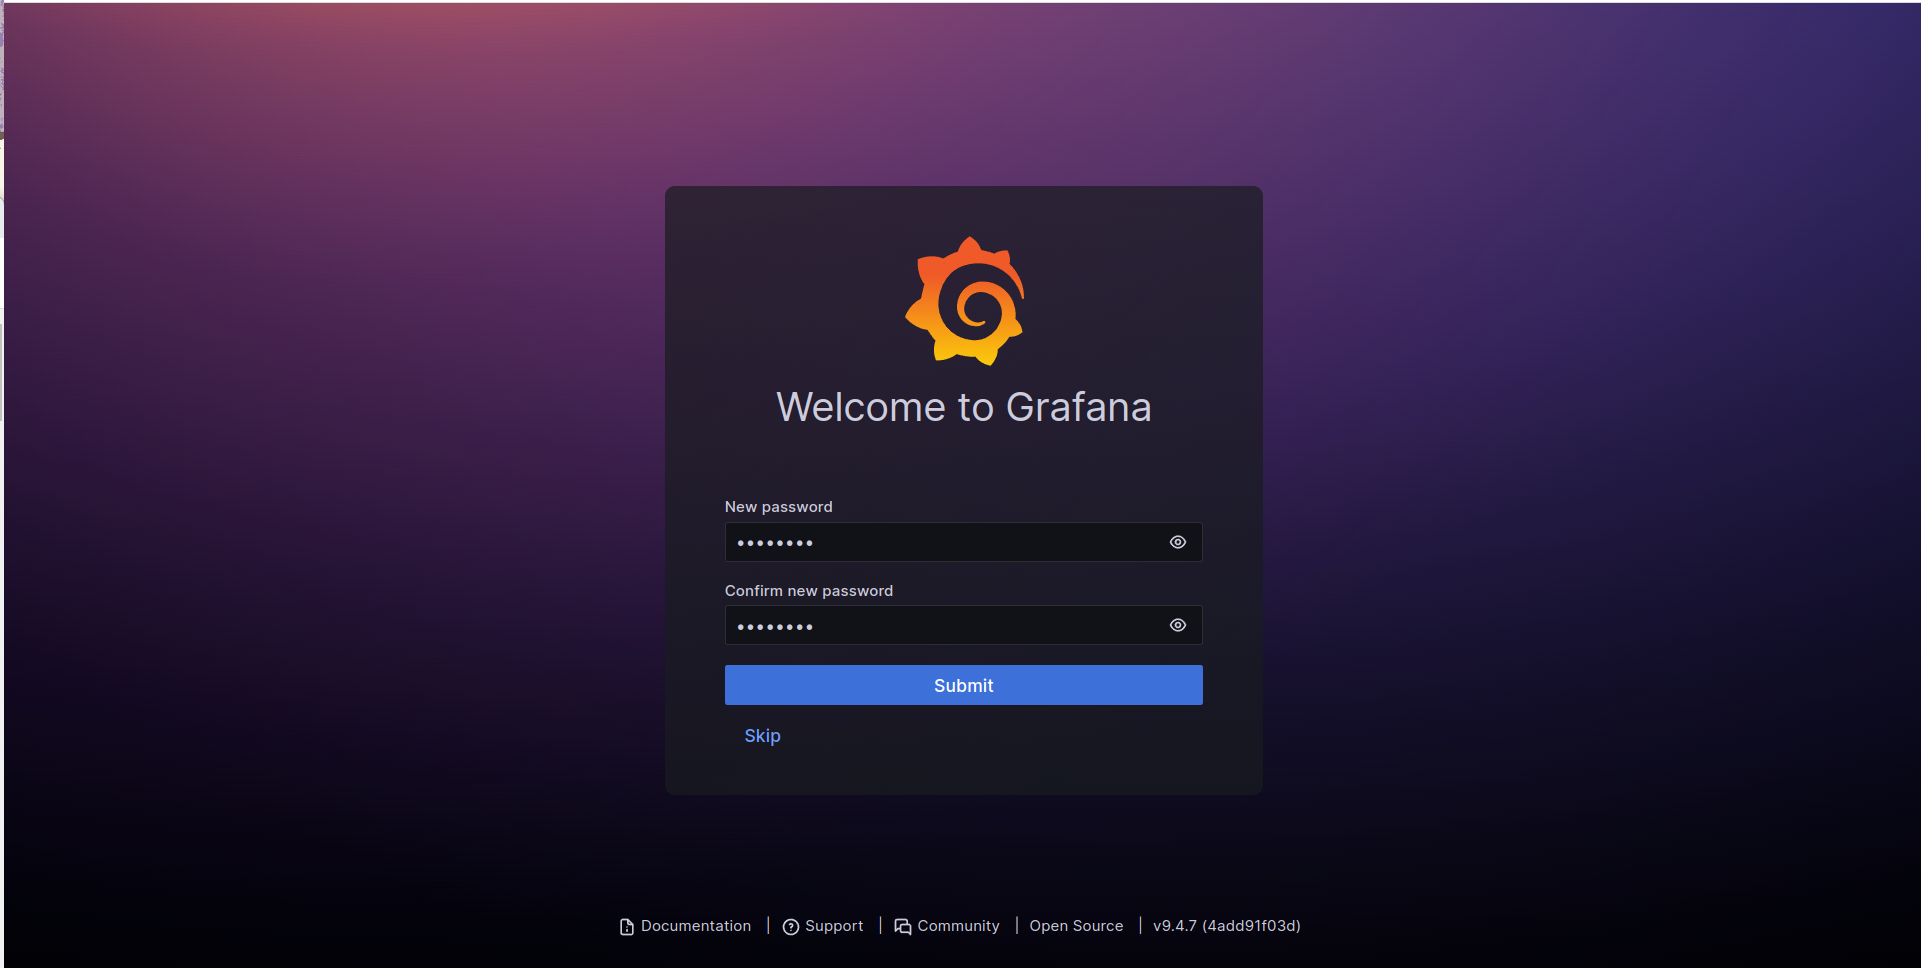 Welcome to Grafana
New password
••••••••
Confirm new password
••••••••
Submit
Skip
Documentation | Support | Community | Open Source | v9.4.7 (4add91f03d)